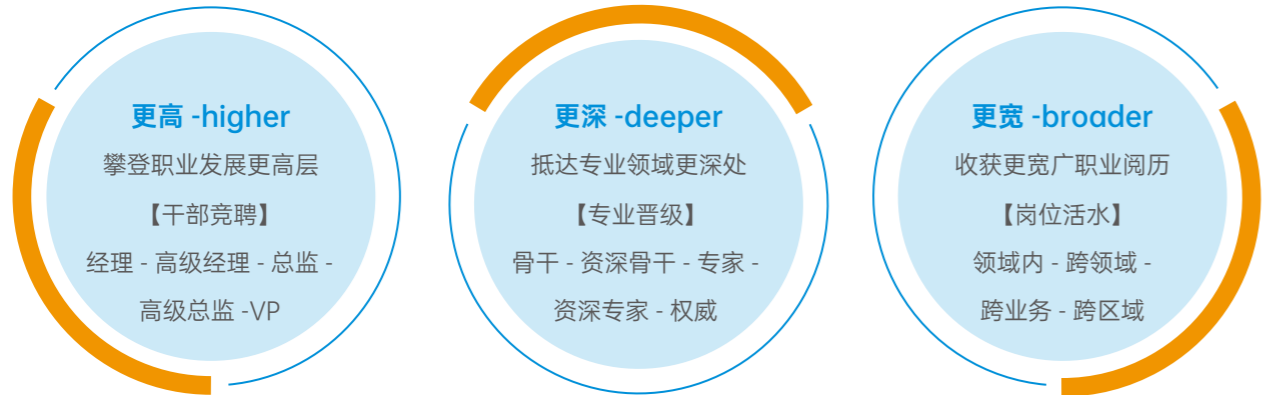 更高 -higher
攀登职业发展更高层
【干部竞聘】
经理 - 高级经理 - 总监 -
高级总监 -VP
更深 -deeper
抵达专业领域更深处
【专业晋级】
骨干 - 资深骨干 - 专家 -
资深专家 - 权威
更宽 -broader
收获更宽广职业阅历
【岗位活水】
领域内 - 跨领域 -
跨业务 - 跨区域